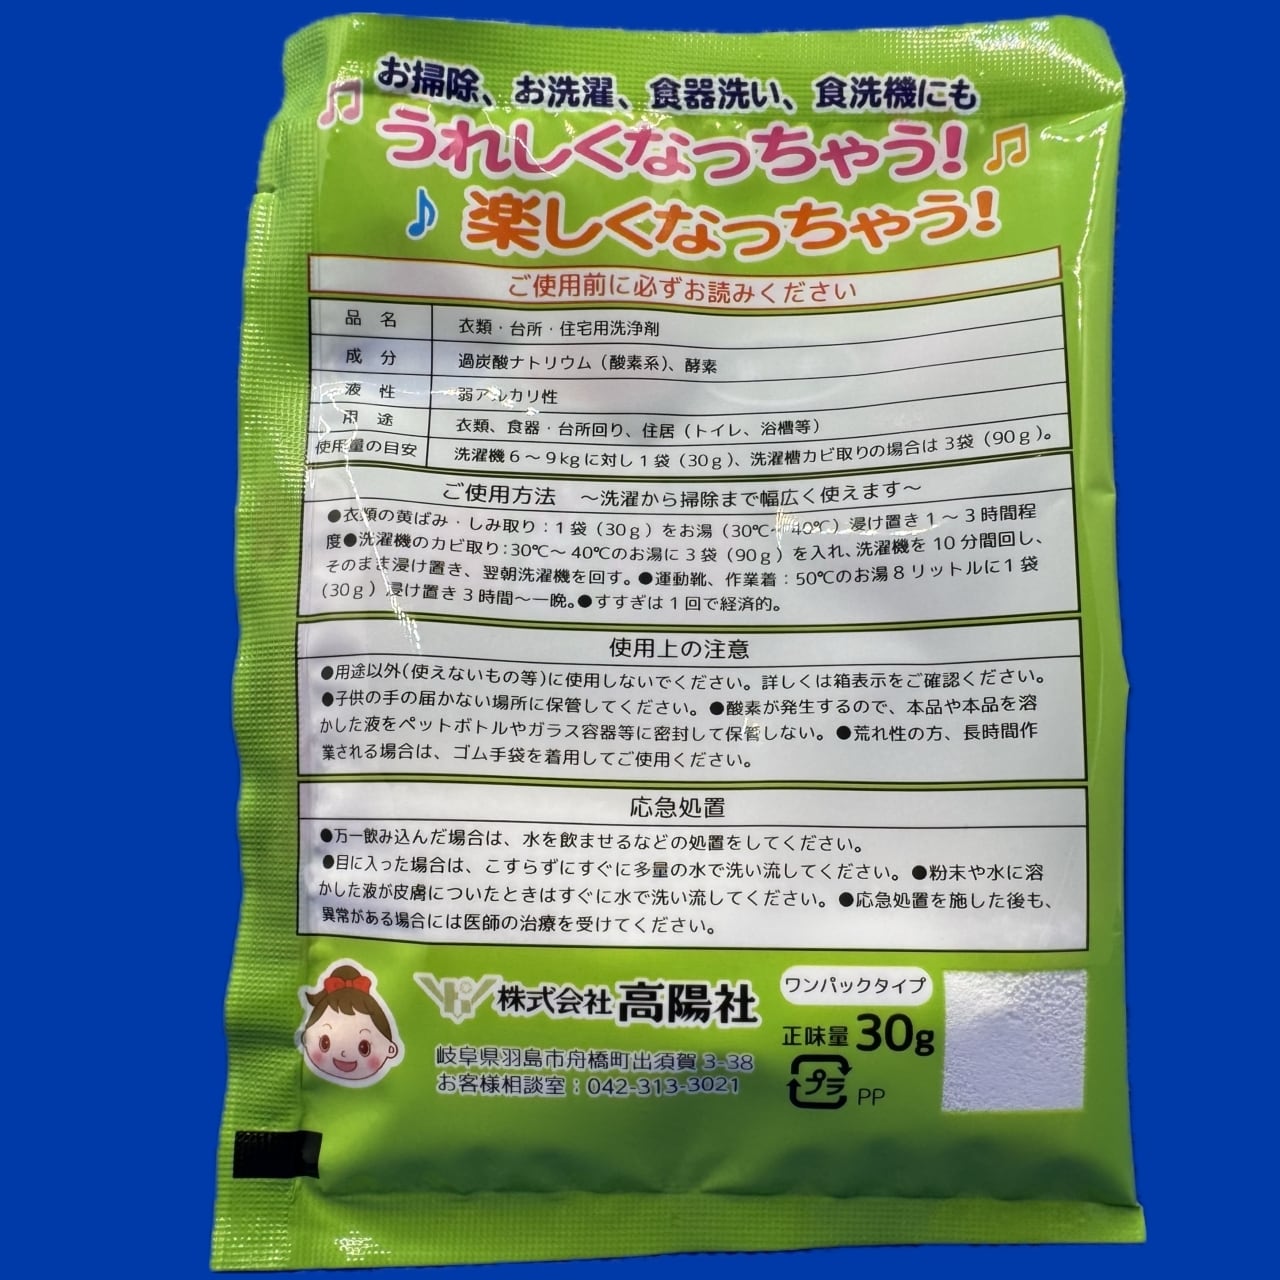 お掃除、お洗濯、食器洗い、食洗機にも
うれしくなっちゃう!
楽しくなっちゃう!
ご使用前に必ずお読みください
品 名 衣類・台所・住宅用洗浄剤
成 分 過炭酸ナトリウム（酸素系）、酵素
液 性 弱アルカリ性
用 途 衣類、食器・台所回り、住居（トイレ、浴槽等）
使用量の目安 洗濯機6～9kgに対し1袋（30g）、洗濯槽カビ取りの場合は3袋（90g）。
ご使用方法 ～洗濯から掃除まで幅広く使えます～
●衣類の黄ばみ・しみ取り：1袋（30g）をお湯（30℃～40℃）浸け置き1～3時間程
度●洗濯機のカビ取り：30℃～40℃のお湯に3袋（90g）を入れ、洗濯機を10分間回し、
そのまま浸け置き、翌朝洗濯機を回す。●運動靴、作業着：50℃のお湯8リットルに1袋
（30g）浸け置き3時間～一晩。●すすぎは1回で経済的。
使用上の注意
●用途以外（使えないもの等）に使用しないでください。詳しくは箱表示をご確認ください。
●子供の手の届かない場所に保管してください。●酸素が発生するので、本品や本品を溶
かした液をペットボトルやガラス容器等に密封して保管しない。●荒れ性の方、長時間作
業される場合は、ゴム手袋を着用してご使用ください。
応急処置
●万一飲み込んだ場合は、水を飲ませるなどの処置をしてください。
●目に入った場合は、こすらずにすぐに多量の水で洗い流してください。●粉末や水に溶
かした液が皮膚についたときはすぐに水で洗い流してください。●応急処置を施した後も、
異常がある場合には医師の治療を受けてください。
株式会社 高陽社
岐阜県羽島市舟橋町出須賀3-38
お客様相談室：042-313-3021
ワンパックタイプ
正味量 30g
プラ PP